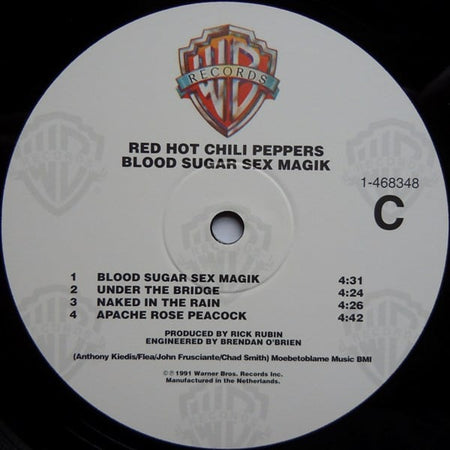 WB
RECORDS
RED HOT CHILI PEPPERS
BLOOD SUGAR SEX MAGIK
1-468348
C
1 BLOOD SUGAR SEX MAGIK 4:31
2 UNDER THE BRIDGE 4:24
3 NAKED IN THE RAIN 4:26
4 APACHE ROSE PEACOCK 4:42
PRODUCED BY RICK RUBIN
ENGINEERED BY BRENDAN O'BRIEN
(Anthony Kiedis/Flea/John Frusciante/Chad Smith) Moebetoblame Music BMI
©℗1991 Warner Bros. Records Inc.
Manufactured in the Netherlands.